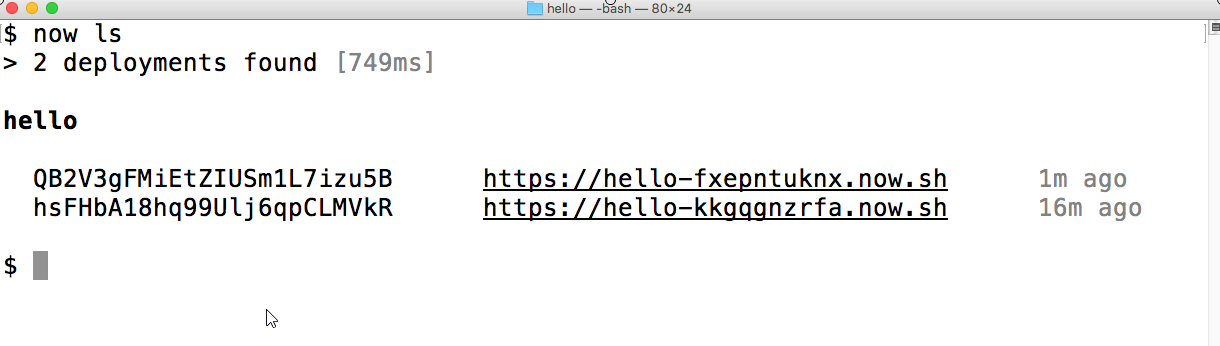 hello — -bash — 80×24
$ now ls
> 2 deployments found [749ms]
hello
QB2V3gFMiEtZIUSm1L7izu5B https://hello-fxepntuknx.now.sh 1m ago
hsFHbA18hq99Ulj6qpCLMVkR https://hello-kkgqgnzrfa.now.sh 16m ago
$